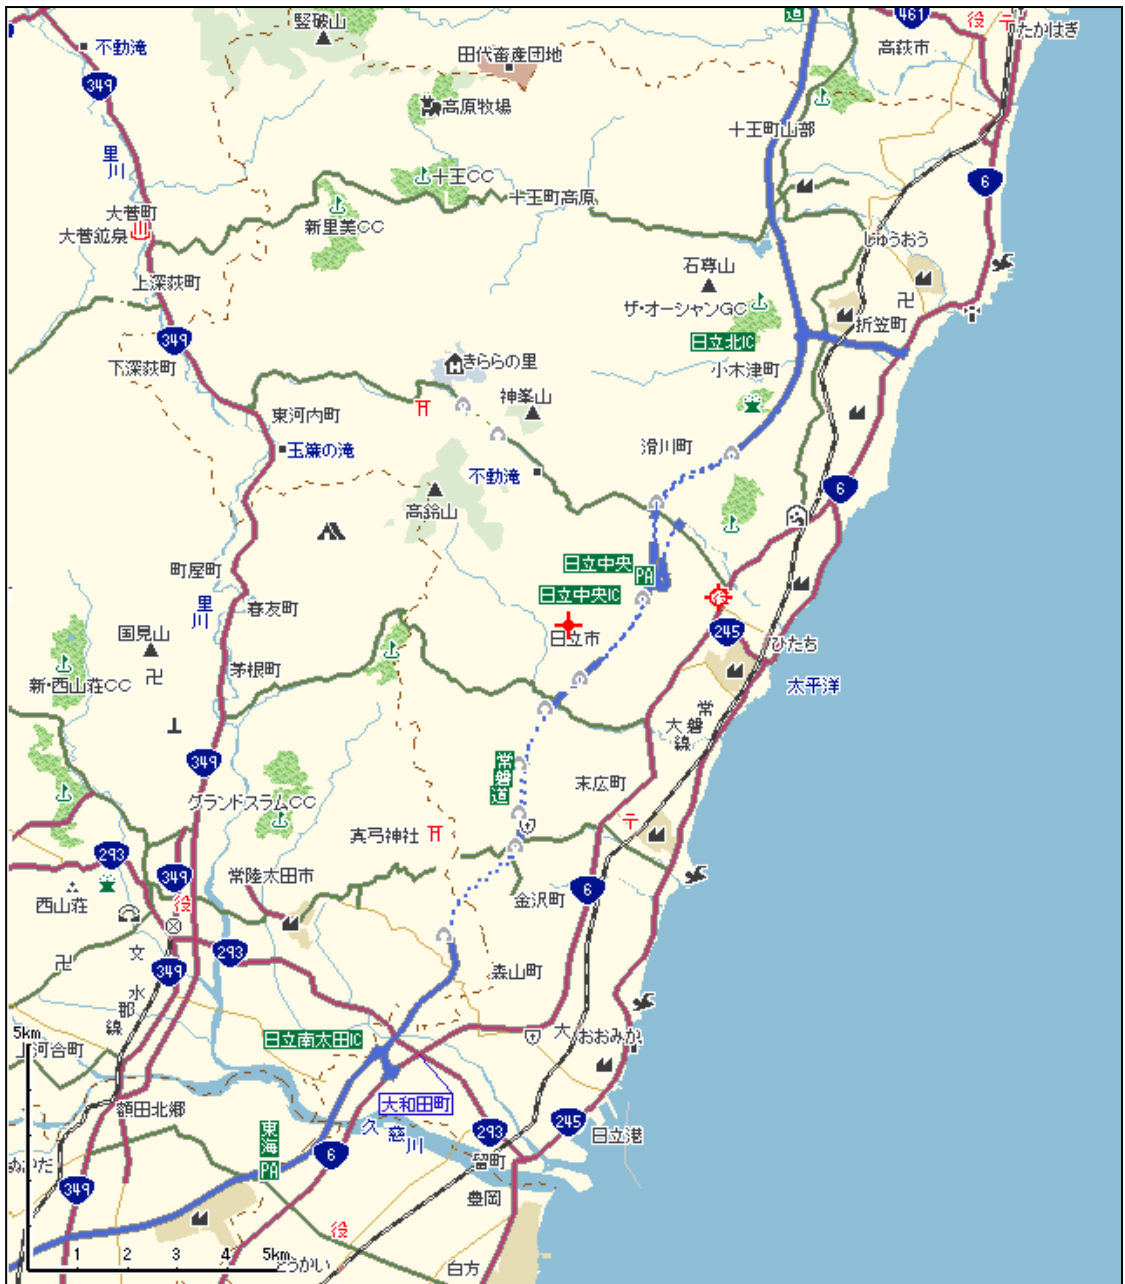 竪破山
道
461
役
〒
たかはぎ
不動滝
田代畜産団地
高萩市
349
高原牧場
十王町山部
里川
十王CC
6
十王町高原
大菅町
新里美CC
大菅鉱泉
じゅうおう
石尊山
上深荻町
卍
ザ・オーシャンGC
折笠町
349
日立北IC
下深荻町
きららの里
小木津町
神峯山
東河内町
滑川町
玉簾の滝
不動滝
6
高鈴山
日立中央
PA
町屋町
日立中央IC
役
里川
春友町
国見山
日立市
245
ひたち
卍
茅根町
新・西山荘CC
太平洋
常磐線
大
349
常磐道
末広町
グランドスラムCC
〒
真弓神社
293
349
常陸太田市
6
西山荘
役
金沢町
文
293
卍
349
森山町
水郡線
5km
日立南太田IC
大
おおみか
河合町
大和田町
額田北郷
245
東海
PA
久慈川
293
日立港
6
留町
349
豊岡
役
1
2
3
4
5km
とうかい
白方